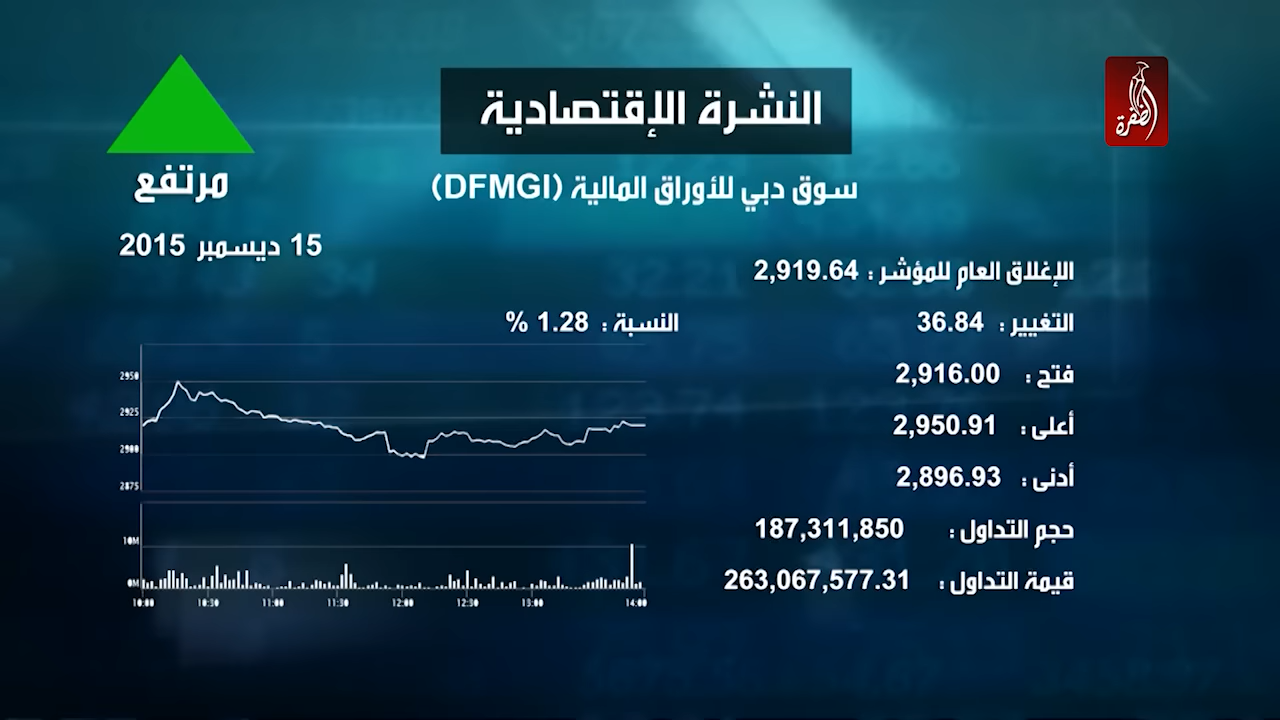 النشرة الإقتصادية
الظفرة
مرتفع
سوق دبي للأوراق المالية (DFMGI)
15 ديسمبر 2015
الإغلاق العام للمؤشر : 2,919.64
التغيير : 36.84
النسبة : 1.28 %
فتح : 2,916.00
أعلى : 2,950.91
أدنى : 2,896.93
حجم التداول : 187,311,850
قيمة التداول : 263,067,577.31
2950
2925
2900
2875
10M
0M
10:00 10:30 11:00 11:30 12:00 12:30 13:00 14:00